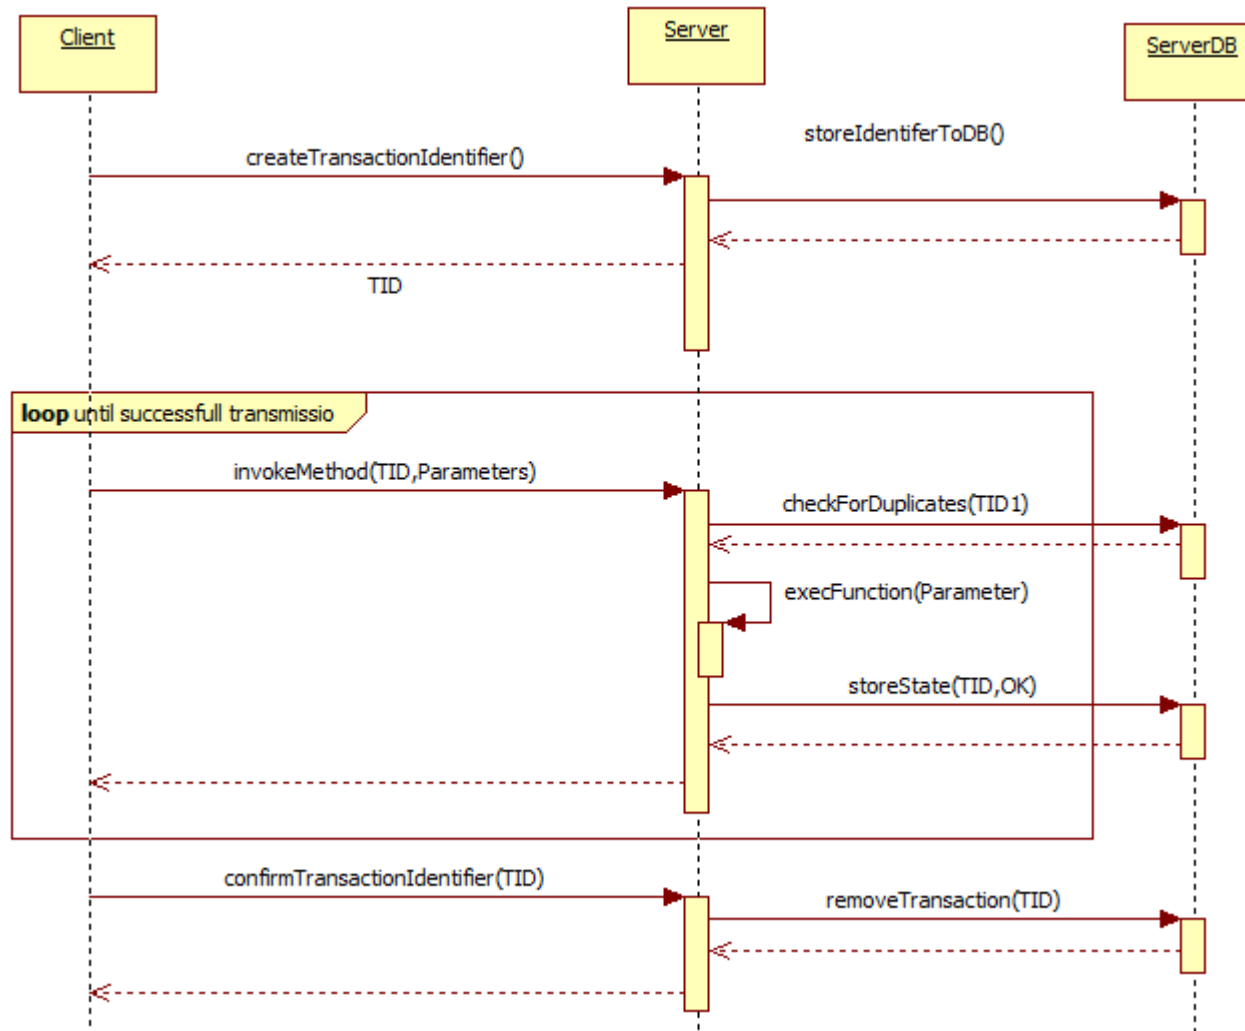 Client
Server
ServerDB
storeIdentiferToDB()
createTransactionIdentifier()
TID
loop until successfull transmissio
invokeMethod(TID,Parameters)
checkForDuplicates(TID1)
execFunction(Parameter)
storeState(TID,OK)
confirmTransactionIdentifier(TID)
removeTransaction(TID)